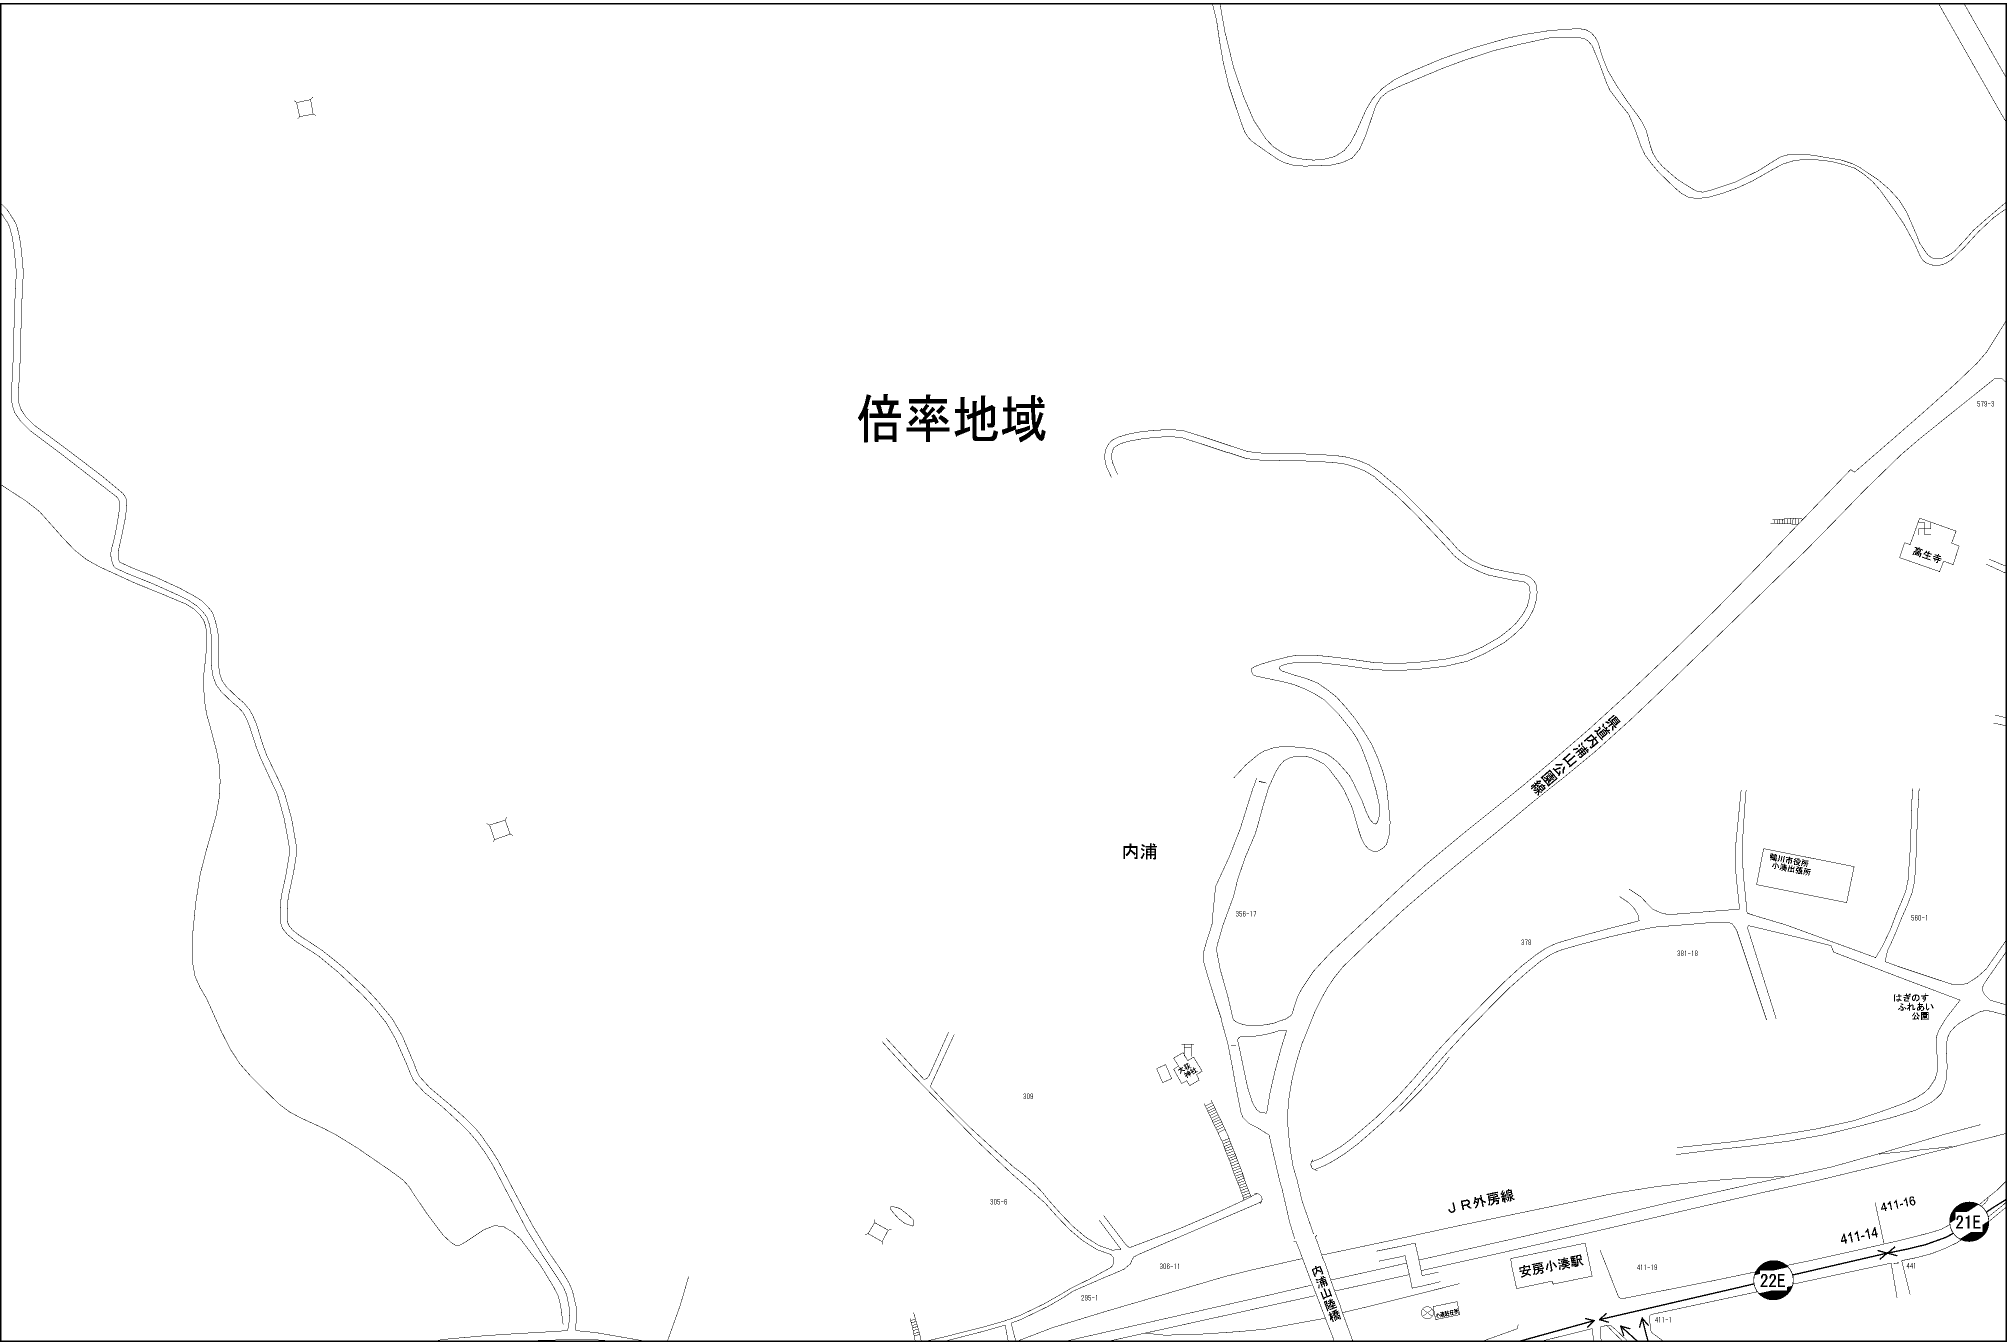 倍率地域
579-3
高生寺
県道内浦山公園線
内浦
鴨川市役所
小湊出張所
356-17
378
381-18
560-1
はぎのす
ふれあい
公園
神社
309
305-6
306-11
295-1
JR外房線
内浦山陸橋
安房小湊駅
411-19
411-14
411-16
21E
22E
441
411-1